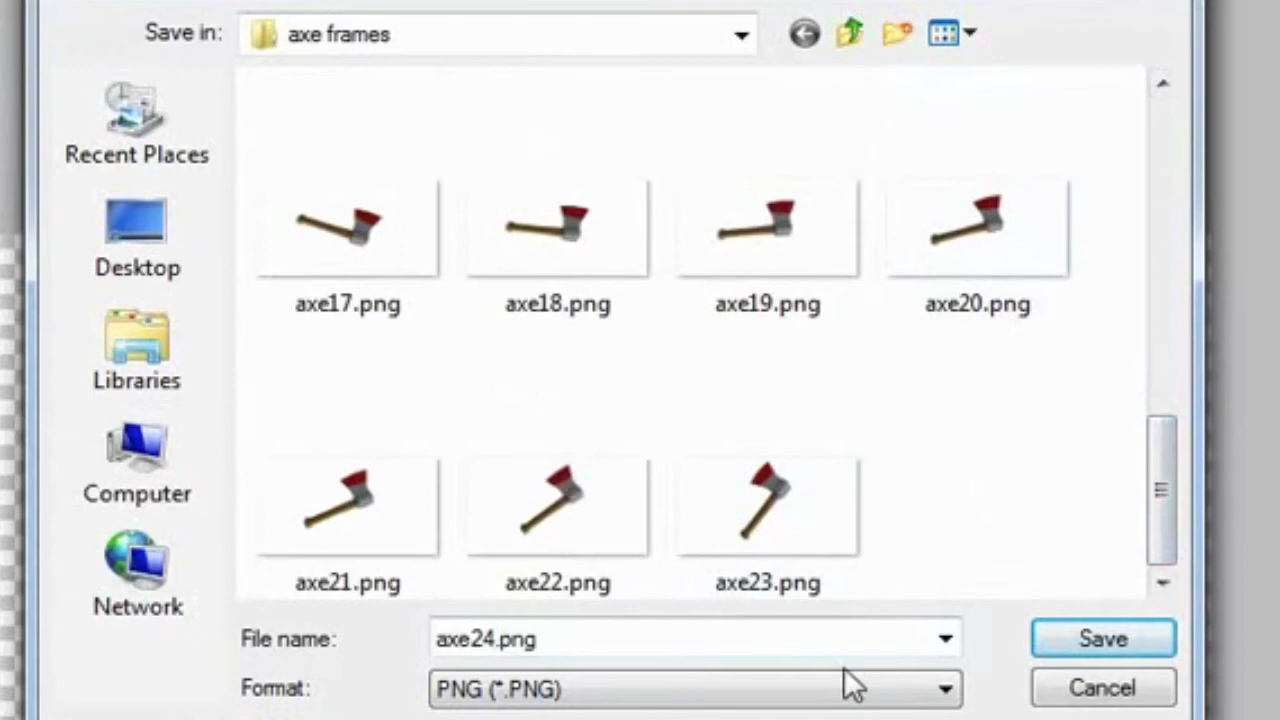 Save in: axe frames
Recent Places
Desktop
Libraries
Computer
Network
axe17.png axe18.png axe19.png axe20.png
axe21.png axe22.png axe23.png
File name: axe24.png Save
Format: PNG (*.PNG) Cancel